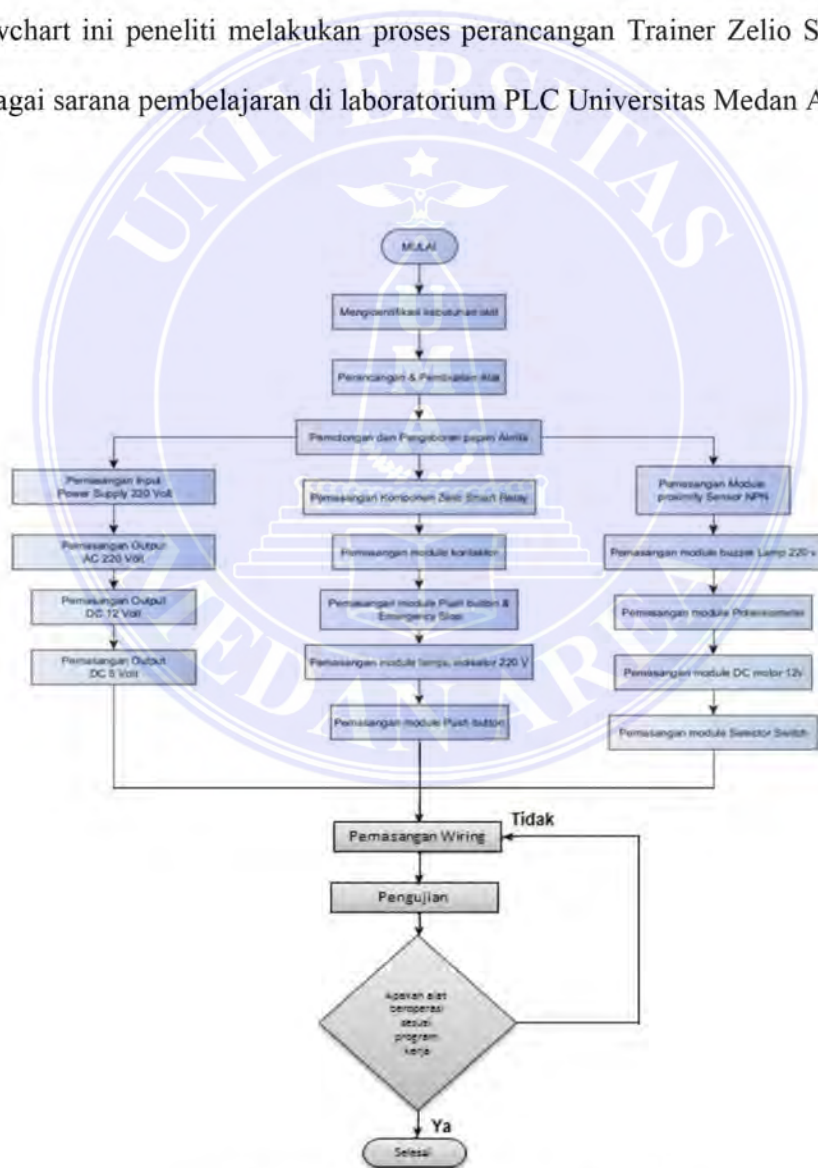 wchart ini peneliti melakukan proses perancangan Trainer Zelio S
agai sarana pembelajaran di laboratorium PLC Universitas Medan A
UNIVERSITAS
MEDAN AREA
UMA
MULAI
Mengidentifikasi kebutuhan alat
Perancangan & Pembuatan Alat
Pemotongan dan Pengeboran papan Akrilik
Pemasangan Input
Power Supply 220 Volt
Pemasangan Output
AC 220 Volt
Pemasangan Output
DC 12 Volt
Pemasangan Output
DC 5 Volt
Pemasangan Komponen Zelio Smart Relay
Pemasangan module kontaktor
Pemasangan module Push button &
Emergency Stop
Pemasangan module lampu indikator 220 V
Pemasangan module Push button
Pemasangan Module
proximity Sensor NPN
Pemasangan module buzzer Lamp 220 v
Pemasangan module Potensiometer
Pemasangan module DC motor 12v
Pemasangan module Selector Switch
Pemasangan Wiring
Tidak
Pengujian
Apakah alat
beroperasi
sesuai
program
kerja
Ya
Selesai